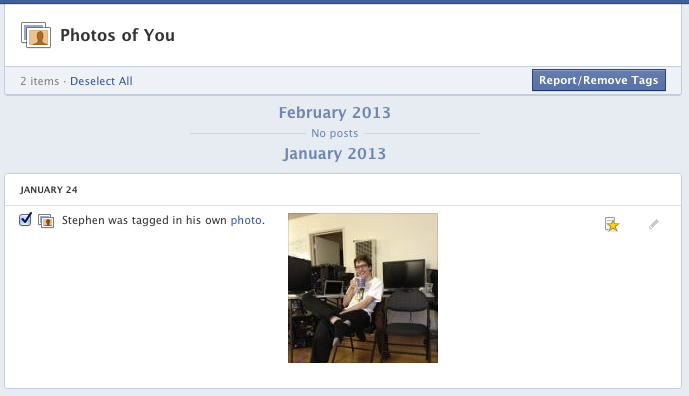 Photos of You
2 items · Deselect All
Report/Remove Tags
February 2013
No posts
January 2013
JANUARY 24
Stephen was tagged in his own photo.